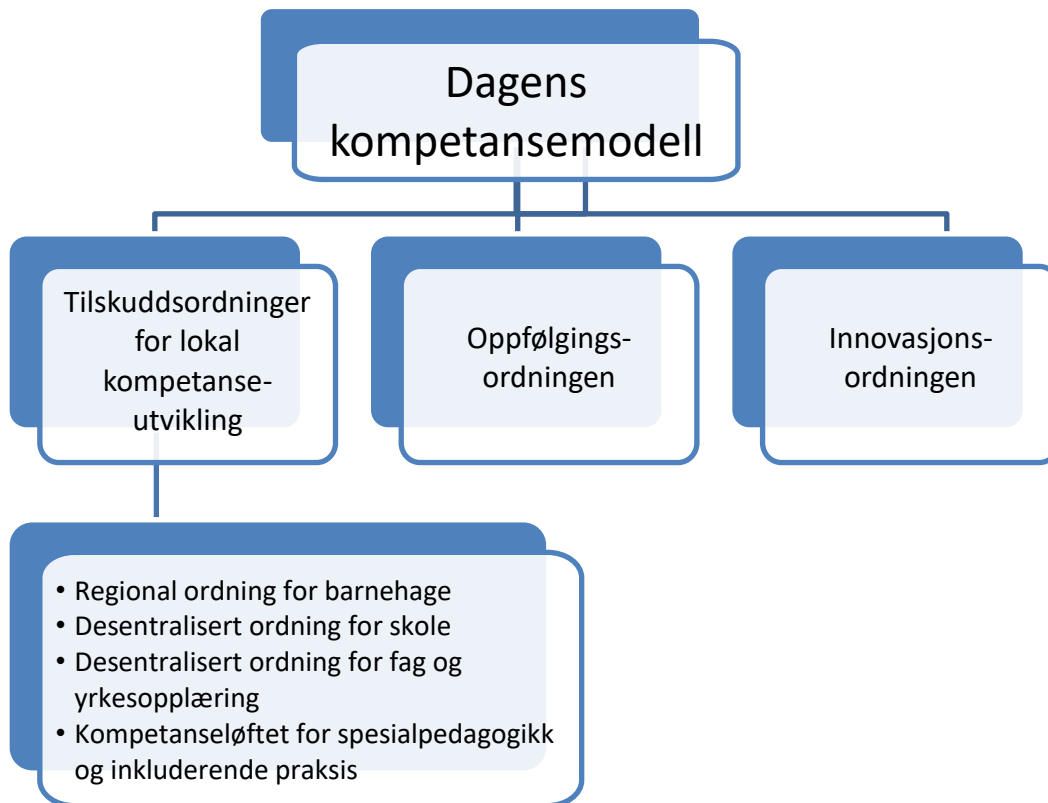 Dagens
kompetansemodell
Tilskuddsordninger
for lokal
kompetanse-
utvikling
Oppfølgings-
ordningen
Innovasjons-
ordningen
• Regional ordning for barnehage
• Desentralisert ordning for skole
• Desentralisert ordning for fag og
yrkesopplæring
• Kompetanseløftet for spesialpedagogikk
og inkluderende praksis